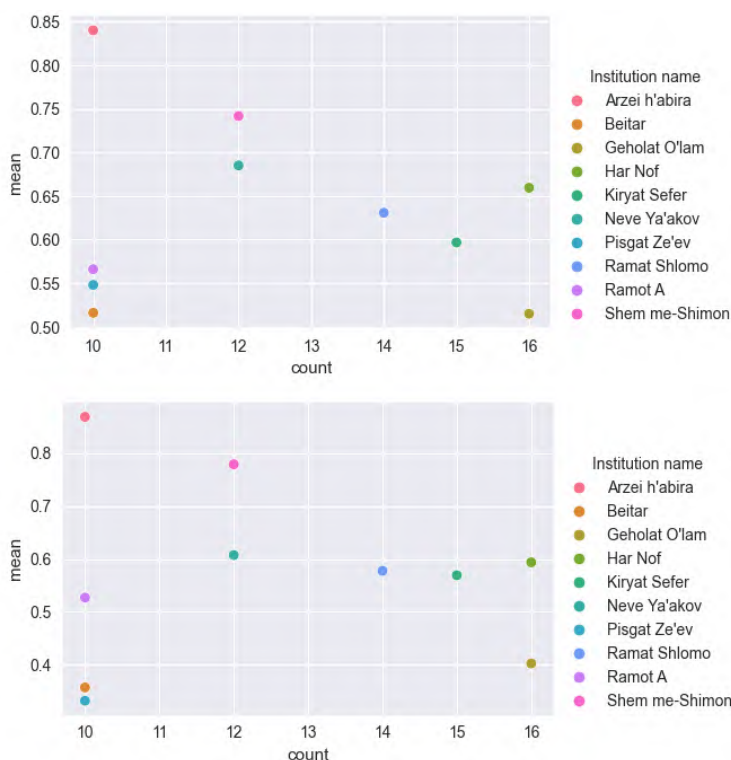 0.85
0.80
0.75
0.70
0.65
0.60
0.55
0.50
mean
10 11 12 13 14 15 16
count
Institution name
Arzei h'abira
Beitar
Geholat O'lam
Har Nof
Kiryat Sefer
Neve Ya'akov
Pisgat Ze'ev
Ramat Shlomo
Ramot A
Shem me-Shimon
0.8
0.7
0.6
0.5
0.4
mean
10 11 12 13 14 15 16
count
Institution name
Arzei h'abira
Beitar
Geholat O'lam
Har Nof
Kiryat Sefer
Neve Ya'akov
Pisgat Ze'ev
Ramat Shlomo
Ramot A
Shem me-Shimon